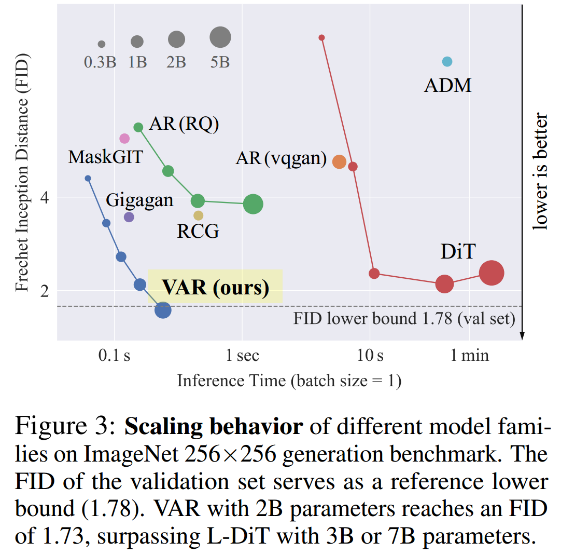 0.3B 1B 2B 5B
ADM
AR (RQ)
MaskGIT
AR (vqgan)
Gigagan
RCG
DiT
VAR (ours)
FID lower bound 1.78 (val set)
Frechet Inception Distance (FID)
4
2
lower is better
0.1 s 1 sec 10 s 1 min
Inference Time (batch size = 1)
Figure 3: Scaling behavior of different model fami-
lies on ImageNet 256×256 generation benchmark. The
FID of the validation set serves as a reference lower
bound (1.78). VAR with 2B parameters reaches an FID
of 1.73, surpassing L-DiT with 3B or 7B parameters.